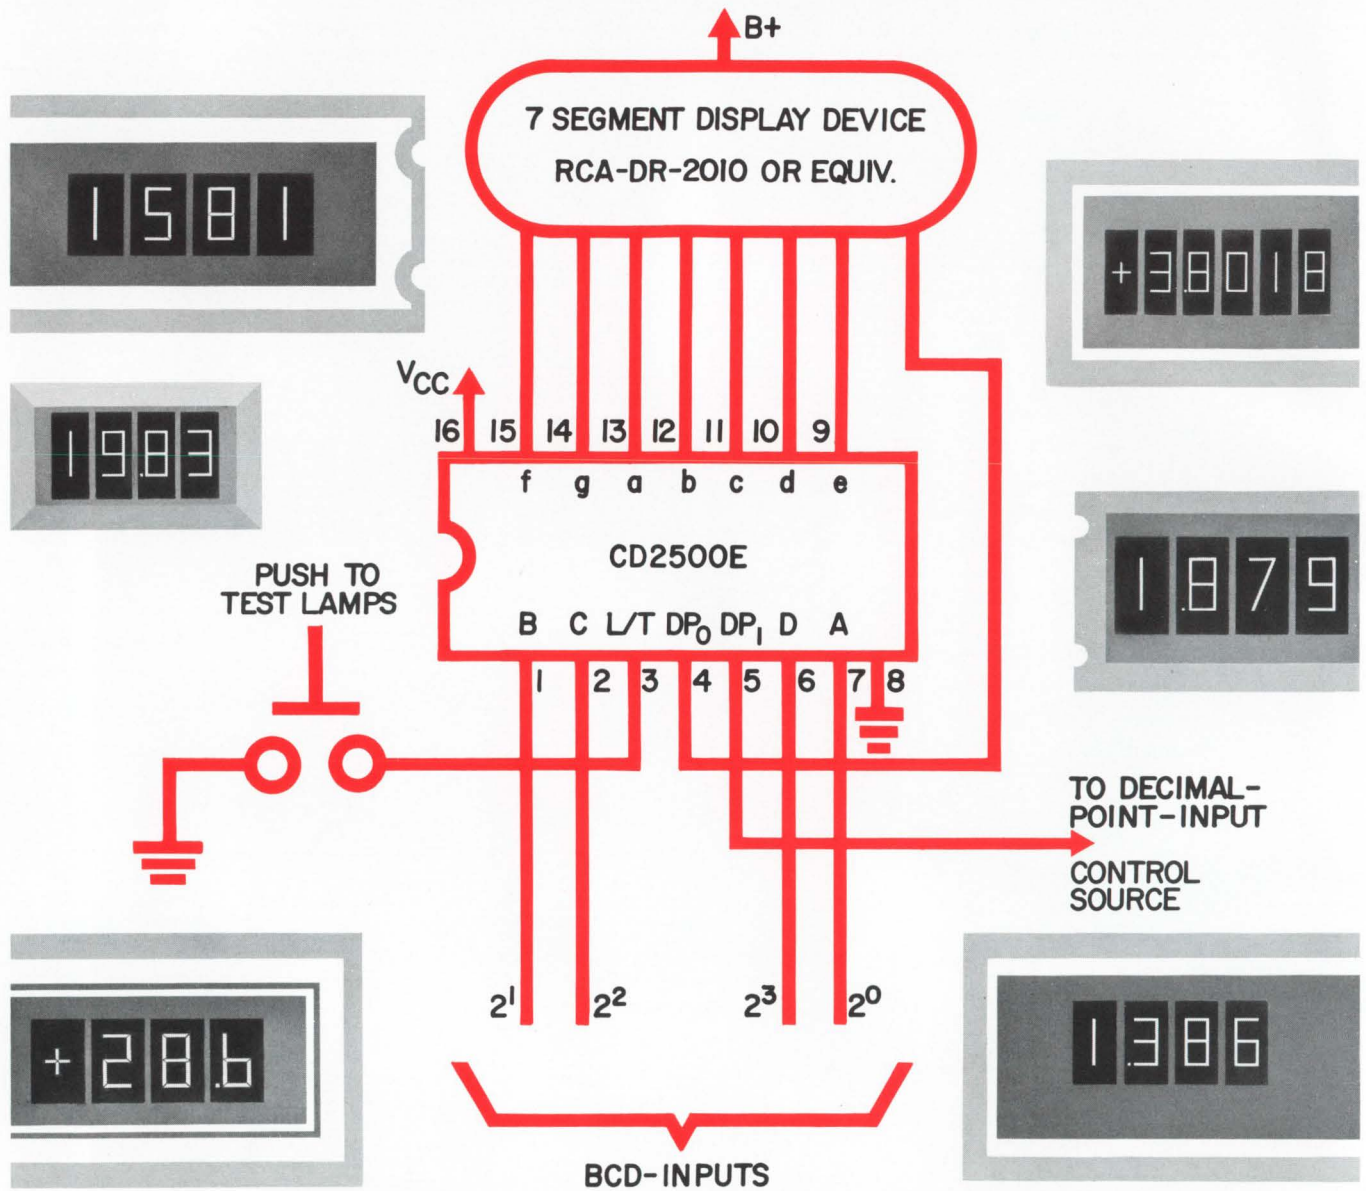 B+
7 SEGMENT DISPLAY DEVICE
RCA-DR-2010 OR EQUIV.
1581
+3.8018
VCC
16 15 14 13 12 11 10 9
f g a b c d e
19.83
CD2500E
1.879
PUSH TO
TEST LAMPS
B C L/T DP0 DP1 D A
1 2 3 4 5 6 7 8
TO DECIMAL-
POINT-INPUT
CONTROL
SOURCE
2¹ 2² 2³ 2⁰
+28.6
1.386
BCD-INPUTS